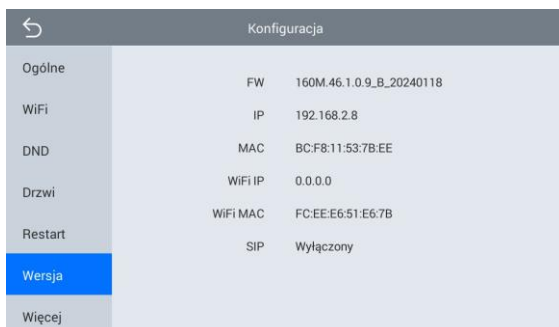 Konfiguracja
Ogólne
WiFi
DND
Drzwi
Restart
Wersja
Więcej
FW 160M.46.1.0.9_B_20240118
IP 192.168.2.8
MAC BC:F8:11:53:7B:EE
WiFi IP 0.0.0.0
WiFi MAC FC:EE:E6:51:E6:7B
SIP Wyłączony